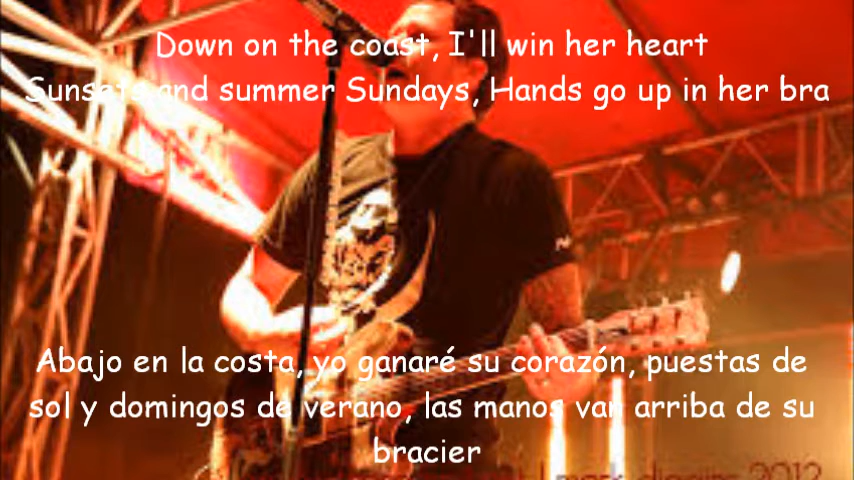 Down on the coast, I'll win her heart
Sunsets and summer Sundays, Hands go up in her bra
Abajo en la costa, yo ganaré su corazón, puestas de
sol y domingos de verano, las manos van arriba de su
bracier
2012